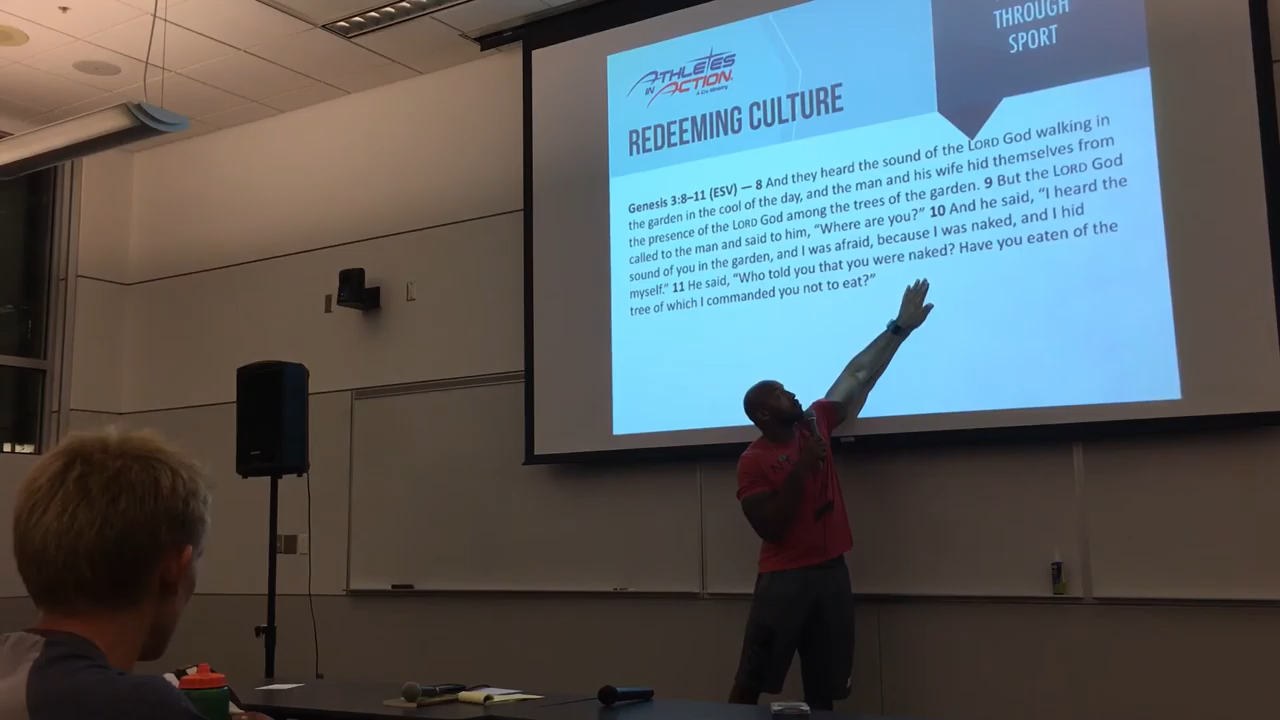 THROUGH
SPORT
ATHLETES
IN ACTION
A Cru Ministry
REDEEMING CULTURE
Genesis 3:8–11 (ESV) — 8 And they heard the sound of the LORD God walking in
the garden in the cool of the day, and the man and his wife hid themselves from
the presence of the LORD God among the trees of the garden. 9 But the LORD God
called to the man and said to him, “Where are you?” 10 And he said, “I heard the
sound of you in the garden, and I was afraid, because I was naked, and I hid
myself.” 11 He said, “Who told you that you were naked? Have you eaten of the
tree of which I commanded you not to eat?”